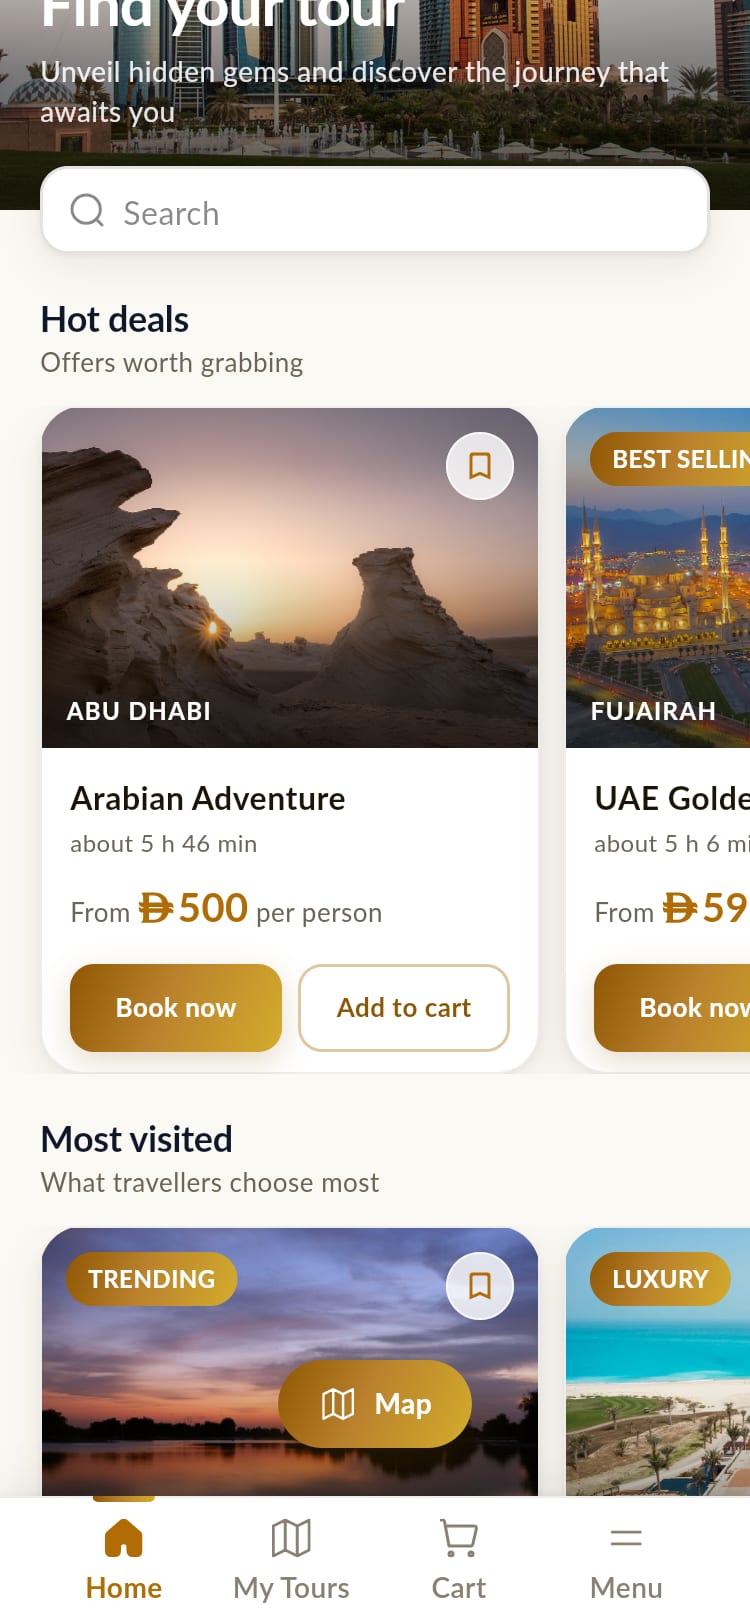 Find your tour
Unveil hidden gems and discover the journey that
awaits you
Search
Hot deals
Offers worth grabbing
BEST SELLIN
ABU DHABI
FUJAIRAH
Arabian Adventure
about 5 h 46 min
From 500 per person
Book now
Add to cart
UAE Golde
about 5 h 6 mi
From 59
Book now
Most visited
What travellers choose most
TRENDING
LUXURY
Map
Home
My Tours
Cart
Menu